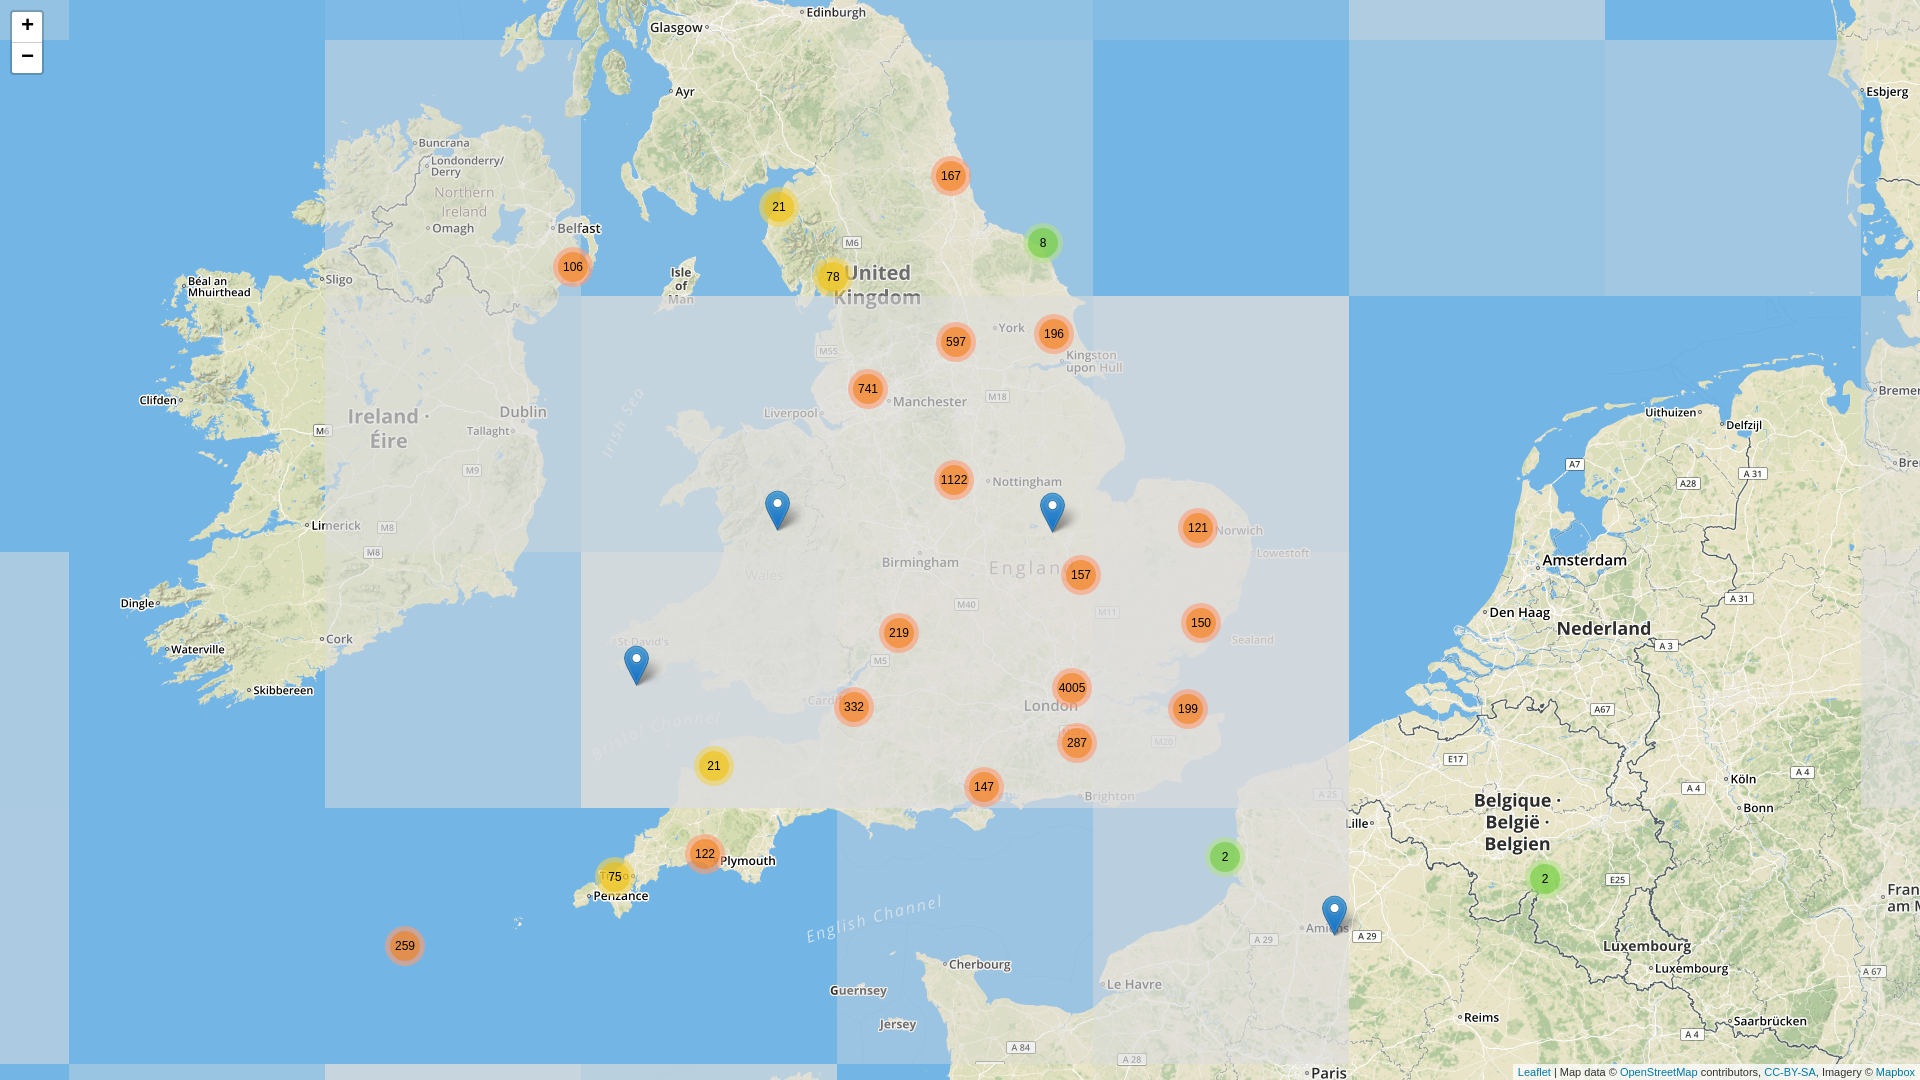 +
−
Edinburgh
Glasgow
Ayr
Esbjerg
Buncrana
Londonderry/
Derry
Northern
Ireland
Omagh
Belfast
167
21
8
106
78
M6
United
Kingdom
Isle
of
Man
Sligo
Béal an
Mhuirthead
York
196
597
Kingston
upon Hull
M55
741
Manchester
M18
Liverpool
Irish Sea
Clifden
Dublin
Tallaght
Ireland ·
Éire
M6
M9
Uithuizen
Delfzijl
A7
A 31
A28
1122
Nottingham
Limerick
M8
M8
121
Norwich
Lowestoft
Birmingham
Wales
157
Amsterdam
Dingle
M40
M11
A 31
Den Haag
Nederland
150
Sealand
219
Cork
St David's
Waterville
M5
A 3
Skibbereen
4005
London
332
199
A67
Bristol Channel
287
M20
E17
21
147
Brighton
A 25
A 4
Köln
A 4
Bonn
Belgique ·
België ·
Belgien
Lille
122
Plymouth
75
Penzance
2
2
E25
English Channel
Amiens
A 29
A 29
259
Luxembourg
Luxembourg
Cherbourg
A 67
Le Havre
Guernsey
Jersey
Reims
Saarbrücken
A 4
A 84
A 28
Paris
Leaflet | Map data © OpenStreetMap contributors, CC-BY-SA, Imagery © Mapbox